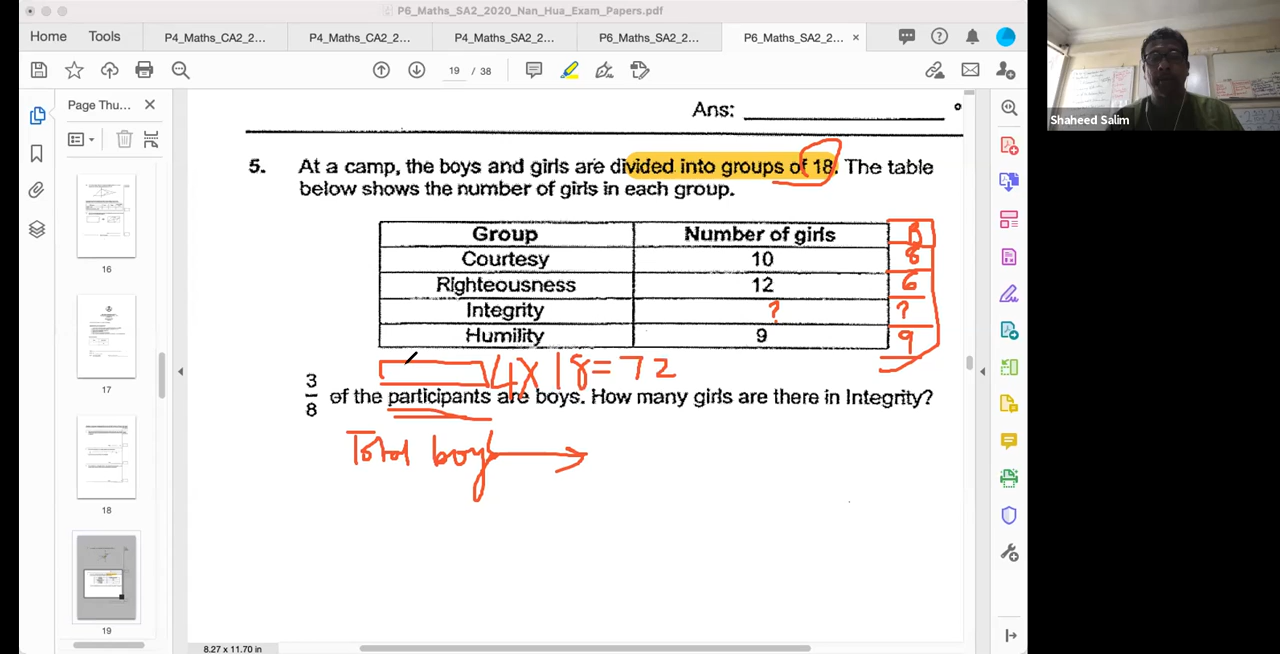 P6_Maths_SA2_2020_Nan_Hua_Exam_Papers.pdf
Home Tools P4_Maths_CA2_2... P4_Maths_CA2_2... P4_Maths_SA2_2... P6_Maths_SA2_2... P6_Maths_SA2_2... ×
19 / 38
Page Thu...
16
17
18
19
8.27 x 11.70 in
Ans:
5. At a camp, the boys and girls are divided into groups of 18. The table
below shows the number of girls in each group.
Group Number of girls B
Courtesy 10 8
Righteousness 12 6
Integrity ? ?
Humility 9 9
4 x 18 = 72
3/8 of the participants are boys. How many girls are there in Integrity?
Total boys
Shaheed Salim